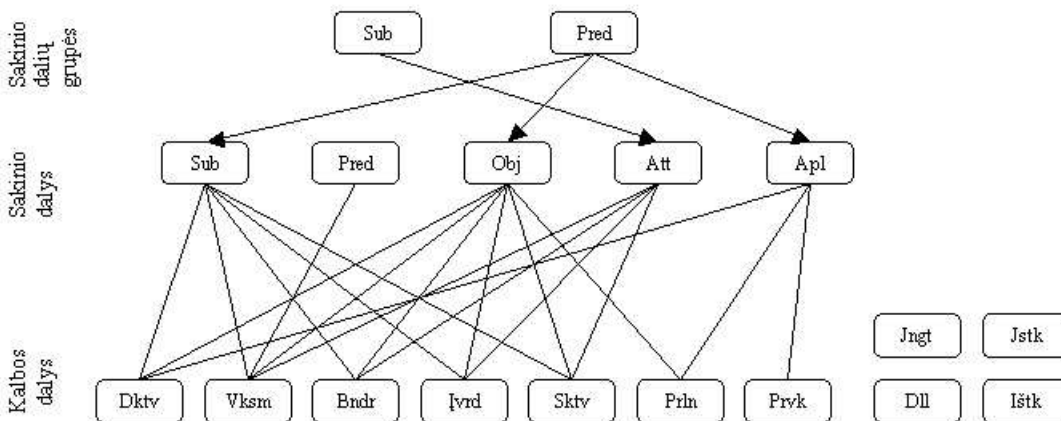 Sakinio
dalių
grupės
Sub
Pred
Sakinio
dalys
Sub
Pred
Obj
Att
Apl
Kalbos
dalys
Jngt
Jstk
Dktv
Vksm
Bndr
Įvrd
Sktv
Prln
Prvk
Dll
Ištk